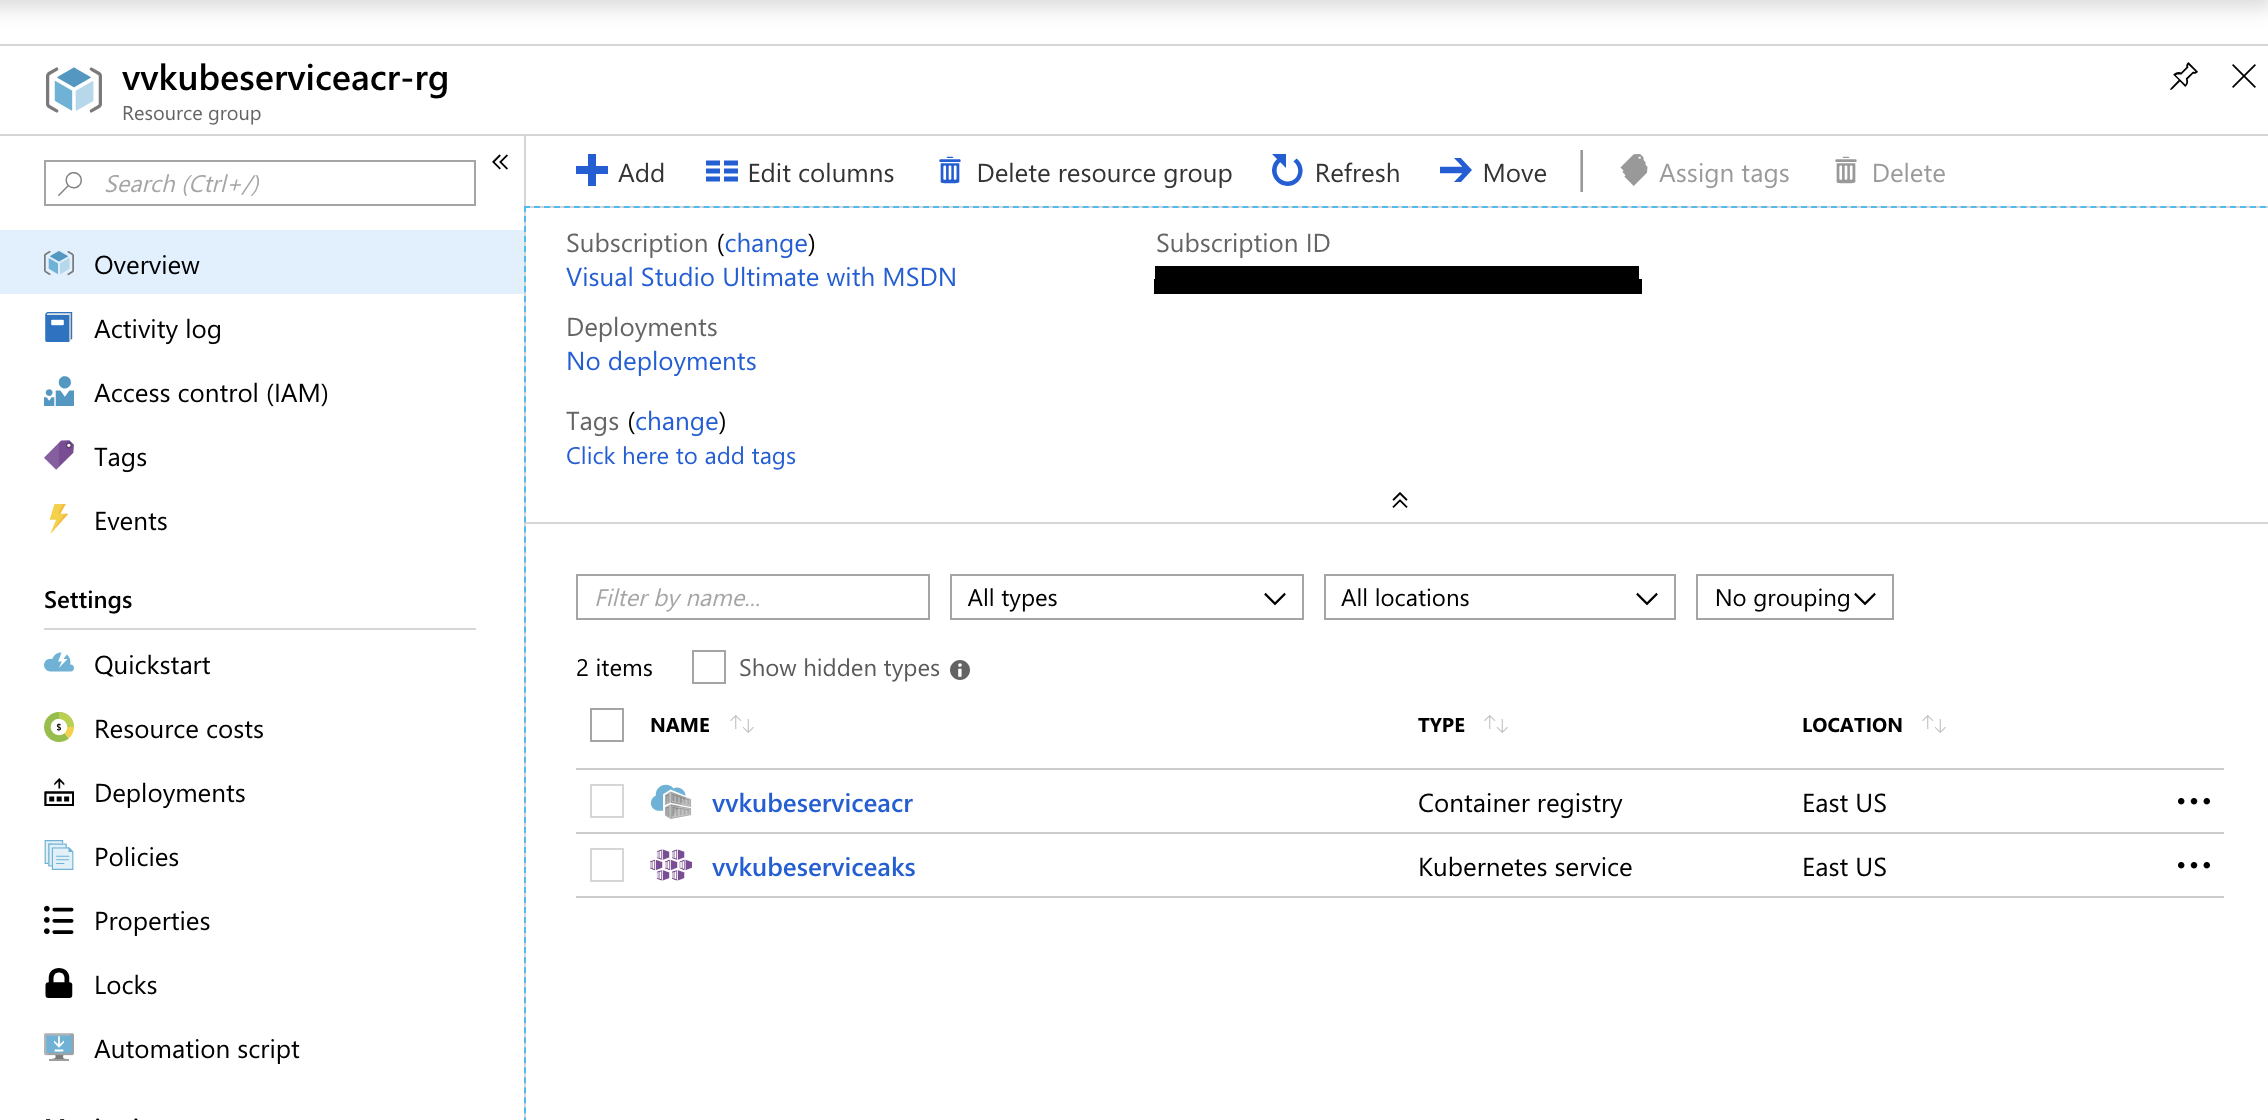 vvkubeserviceacr-rg
Resource group
Search (Ctrl+/)
Overview
Activity log
Access control (IAM)
Tags
Events
Settings
Quickstart
Resource costs
Deployments
Policies
Properties
Locks
Automation script
Add Edit columns Delete resource group Refresh Move Assign tags Delete
Subscription (change) Subscription ID
Visual Studio Ultimate with MSDN
Deployments
No deployments
Tags (change)
Click here to add tags
Filter by name... All types All locations No grouping
2 items Show hidden types
NAME TYPE LOCATION
vvkubeserviceacr Container registry East US
vvkubeserviceaks Kubernetes service East US